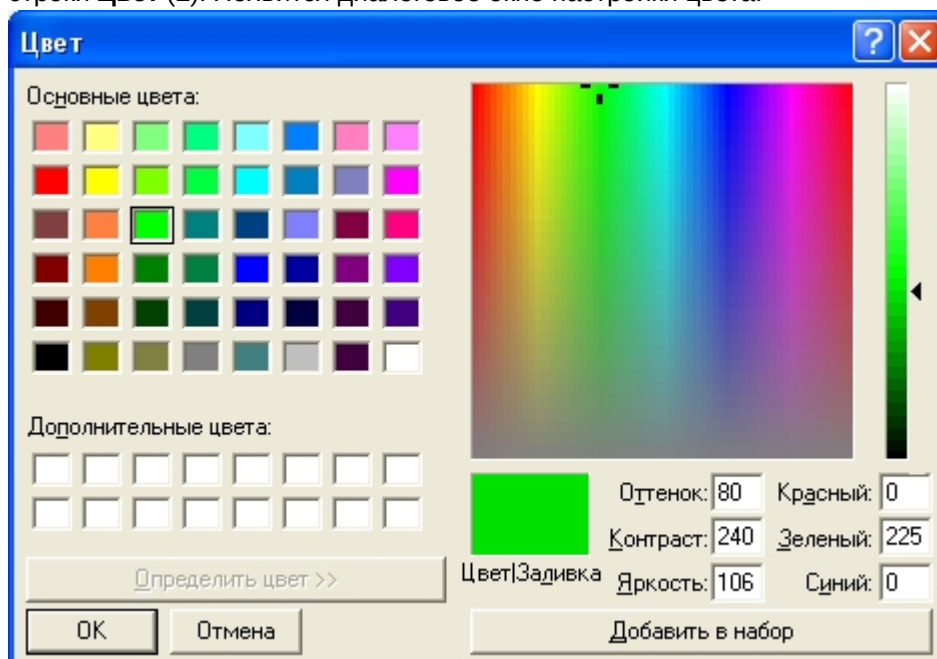 Цвет
Основные цвета:
Дополнительные цвета:
Определить цвет >>
OK
Отмена
Цвет|Заливка
Оттенок: 80
Красный: 0
Контраст: 240
Зеленый: 225
Яркость: 106
Синий: 0
Добавить в набор